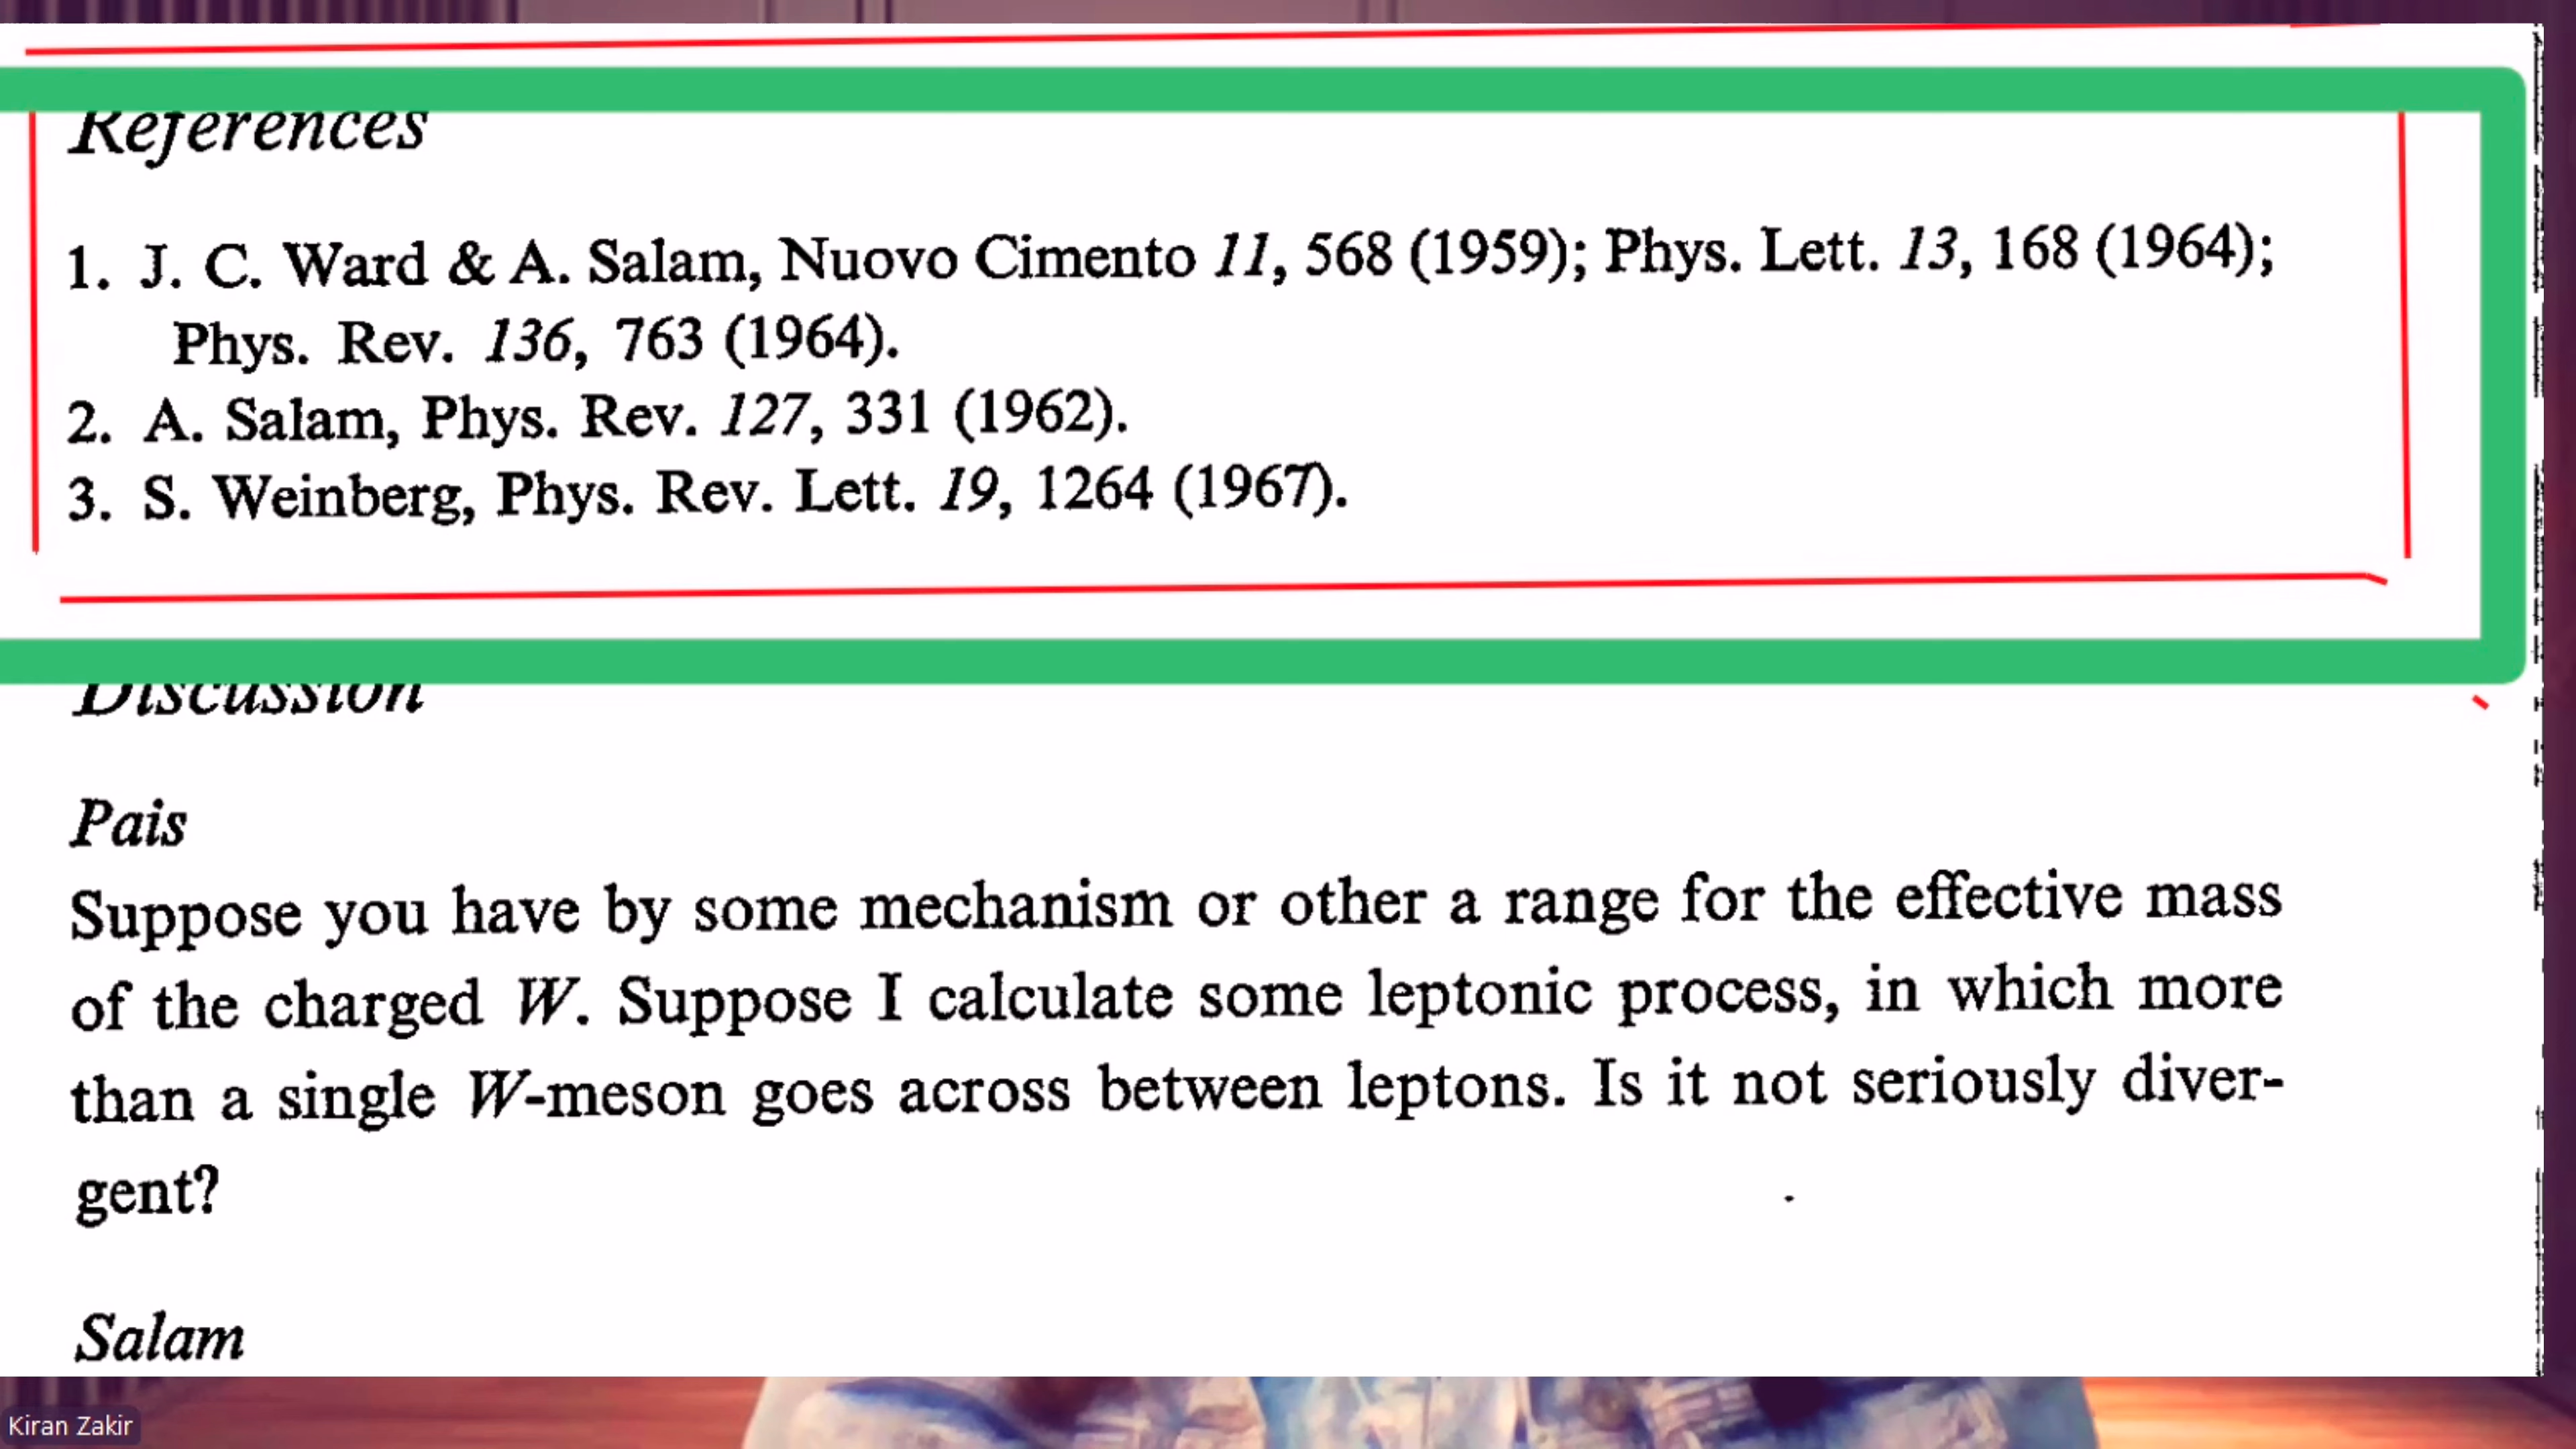 References
1. J. C. Ward & A. Salam, Nuovo Cimento 11, 568 (1959); Phys. Lett. 13, 168 (1964);
Phys. Rev. 136, 763 (1964).
2. A. Salam, Phys. Rev. 127, 331 (1962).
3. S. Weinberg, Phys. Rev. Lett. 19, 1264 (1967).
Discussion
Pais
Suppose you have by some mechanism or other a range for the effective mass
of the charged W. Suppose I calculate some leptonic process, in which more
than a single W-meson goes across between leptons. Is it not seriously diver-
gent?
Salam
Kiran Zakir